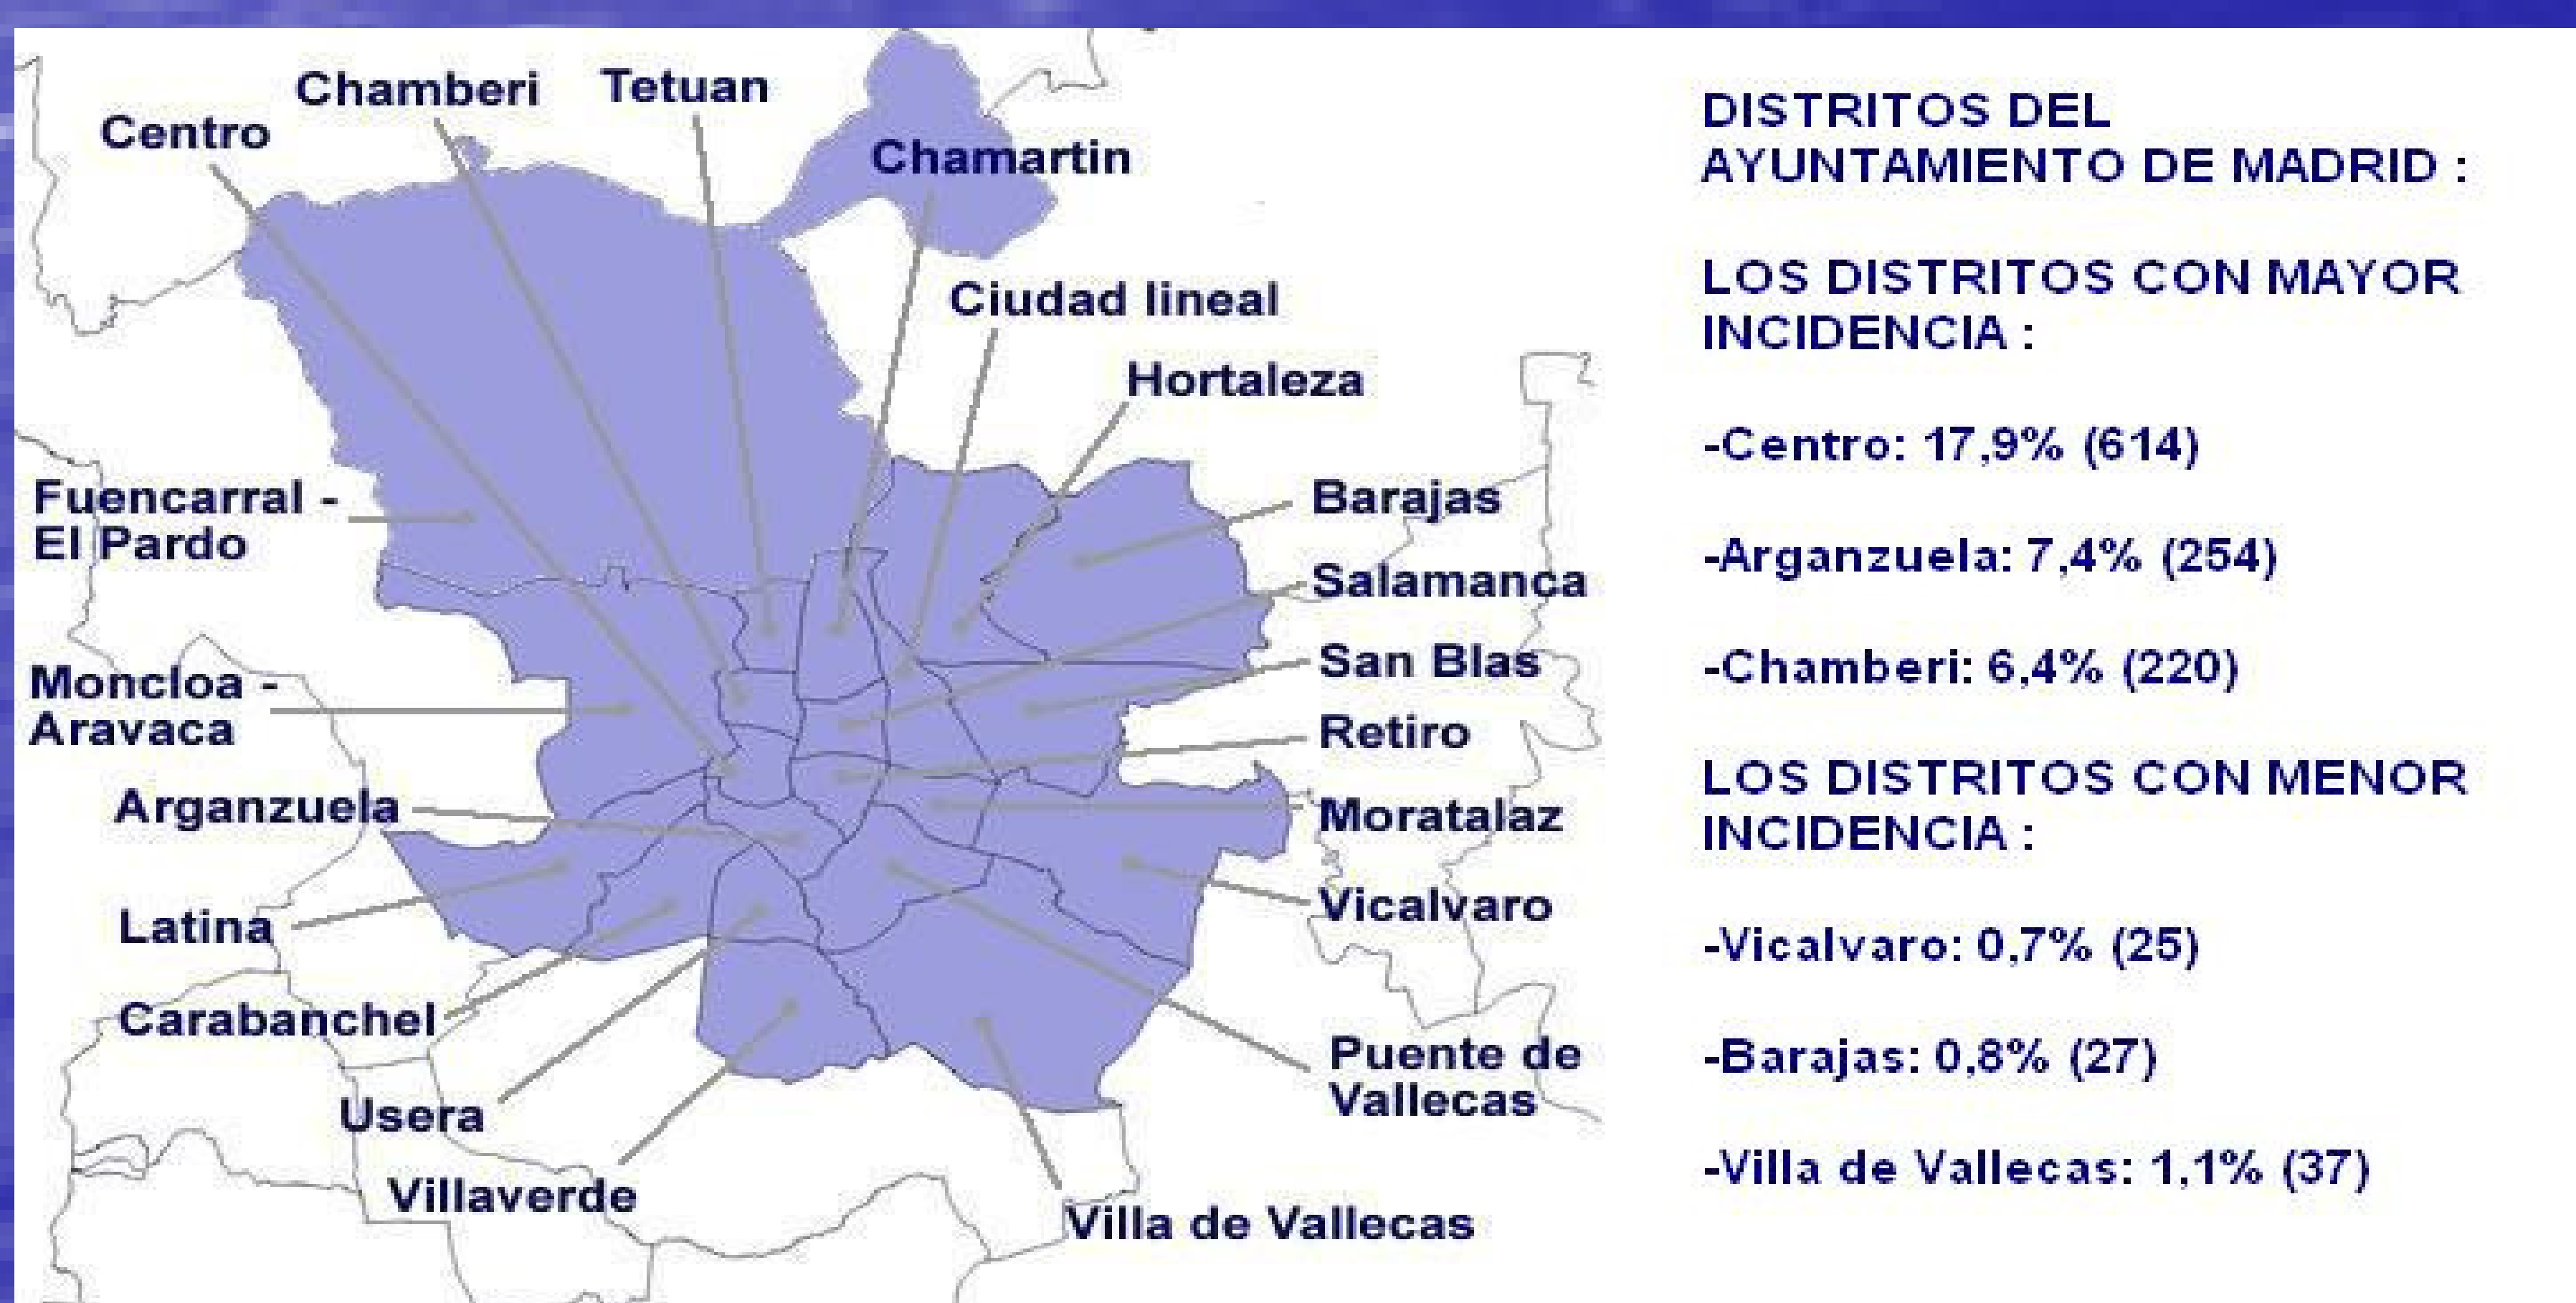 Chamberi
Tetuan
Centro
Chamartin
Ciudad lineal
Hortaleza
Fuencarral -
El Pardo
Barajas
Salamanca
San Blas
Moncloa -
Aravaca
Retiro
Arganzuela
Moratalaz
Vicalvaro
Latina
Carabanchel
Puente de
Vallecas
Usera
Villaverde
Villa de Vallecas
DISTRITOS DEL
AYUNTAMIENTO DE MADRID :
LOS DISTRITOS CON MAYOR
INCIDENCIA :
-Centro: 17,9% (614)
-Arganzuela: 7,4% (254)
-Chamberi: 6,4% (220)
LOS DISTRITOS CON MENOR
INCIDENCIA :
-Vicalvaro: 0,7% (25)
-Barajas: 0,8% (27)
-Villa de Vallecas: 1,1% (37)